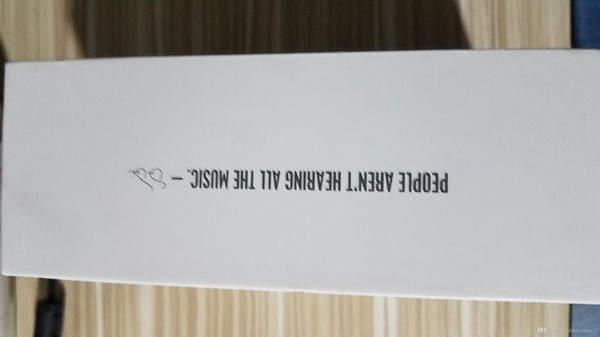 PEOPLE AREN'T HEARING ALL THE MUSIC. —